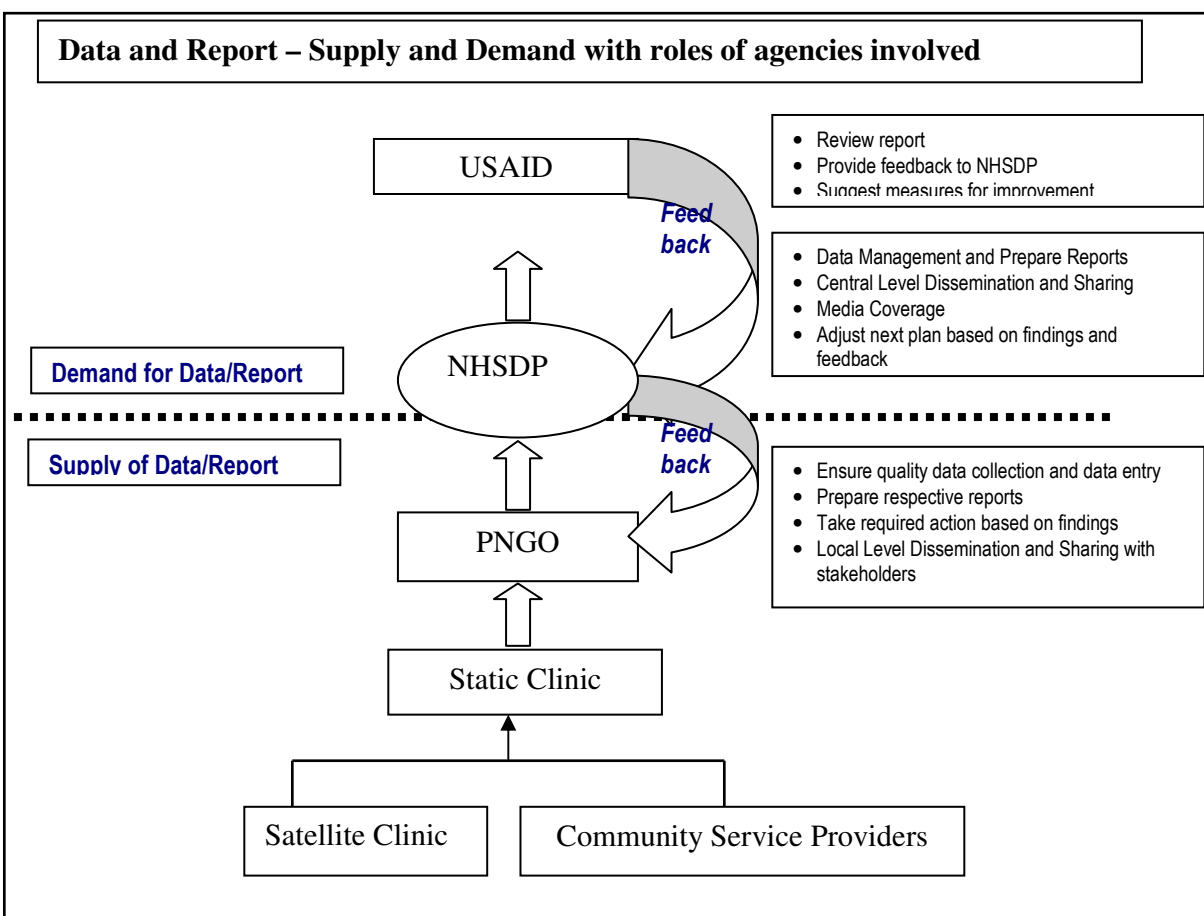 Data and Report – Supply and Demand with roles of agencies involved
USAID
• Review report
• Provide feedback to NHSDP
• Suggest measures for improvement
Feed
back
• Data Management and Prepare Reports
• Central Level Dissemination and Sharing
• Media Coverage
• Adjust next plan based on findings and
feedback
NHSDP
Demand for Data/Report
Supply of Data/Report
Feed
back
• Ensure quality data collection and data entry
• Prepare respective reports
• Take required action based on findings
• Local Level Dissemination and Sharing with
stakeholders
PNGO
Static Clinic
Satellite Clinic
Community Service Providers